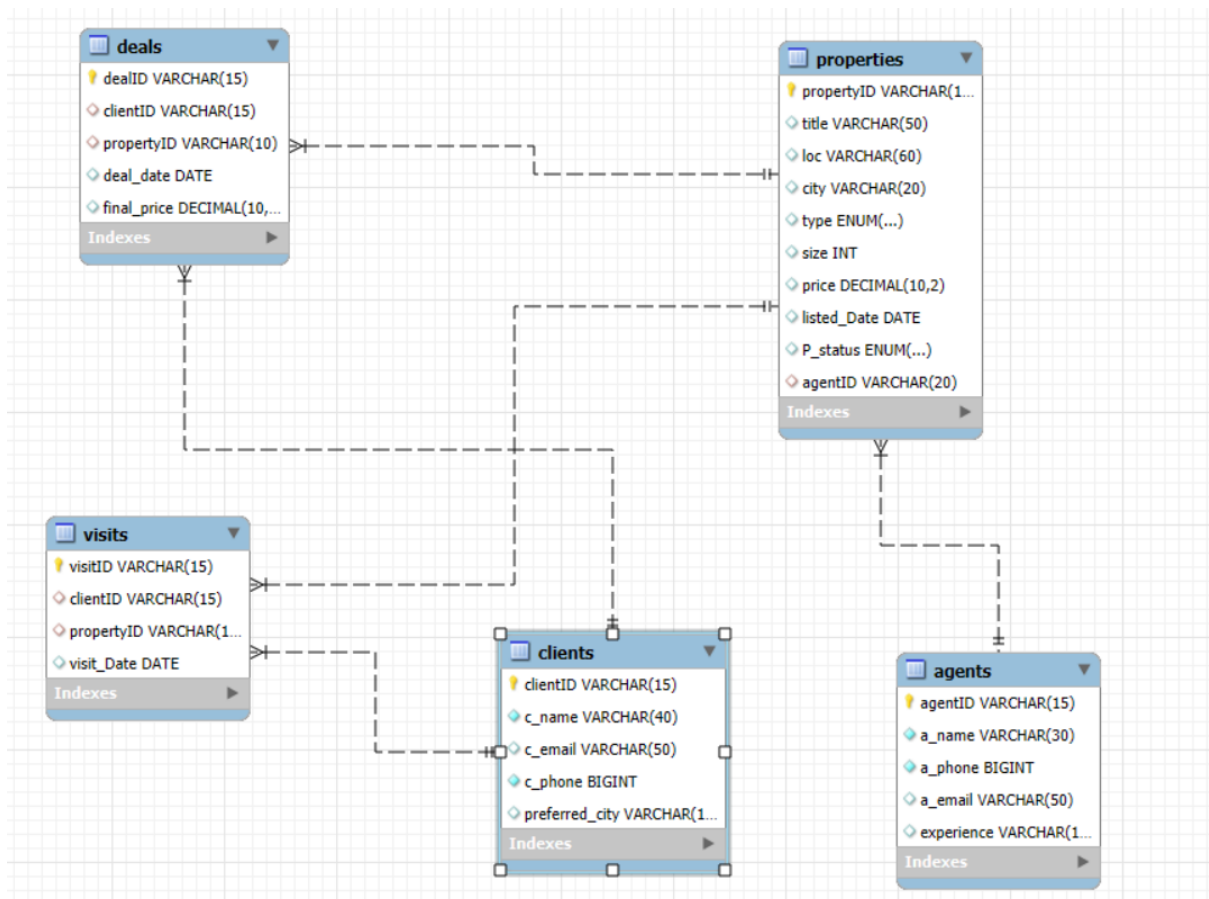 deals
dealID VARCHAR(15)
clientID VARCHAR(15)
propertyID VARCHAR(10)
deal_date DATE
final_price DECIMAL(10,...
Indexes
properties
propertyID VARCHAR(1...
title VARCHAR(50)
loc VARCHAR(60)
city VARCHAR(20)
type ENUM(...)
size INT
price DECIMAL(10,2)
listed_Date DATE
P_status ENUM(...)
agentID VARCHAR(20)
Indexes
visits
visitID VARCHAR(15)
clientID VARCHAR(15)
propertyID VARCHAR(1...
visit_Date DATE
Indexes
clients
clientID VARCHAR(15)
c_name VARCHAR(40)
c_email VARCHAR(50)
c_phone BIGINT
preferred_city VARCHAR(1...
Indexes
agents
agentID VARCHAR(15)
a_name VARCHAR(30)
a_phone BIGINT
a_email VARCHAR(50)
experience VARCHAR(1...
Indexes